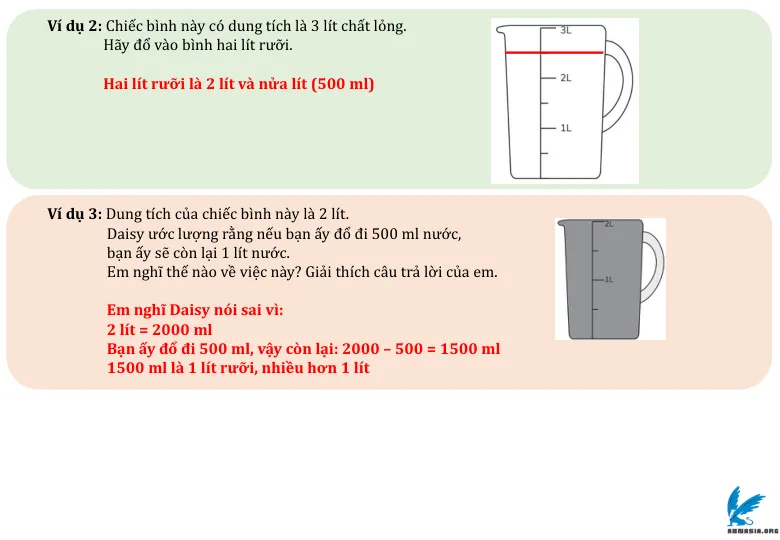 Ví dụ 2: Chiếc bình này có dung tích là 3 lít chất lỏng.
Hãy đổ vào bình hai lít rưỡi.
Hai lít rưỡi là 2 lít và nửa lít (500 ml)
3L
2L
1L
Ví dụ 3: Dung tích của chiếc bình này là 2 lít.
Daisy ước lượng rằng nếu bạn ấy đổ đi 500 ml nước,
bạn ấy sẽ còn lại 1 lít nước.
Em nghĩ thế nào về việc này? Giải thích câu trả lời của em.
Em nghĩ Daisy nói sai vì:
2 lít = 2000 ml
Bạn ấy đổ đi 500 ml, vậy còn lại: 2000 – 500 = 1500 ml
1500 ml là 1 lít rưỡi, nhiều hơn 1 lít
2L
1L
ABMASIA.ORG